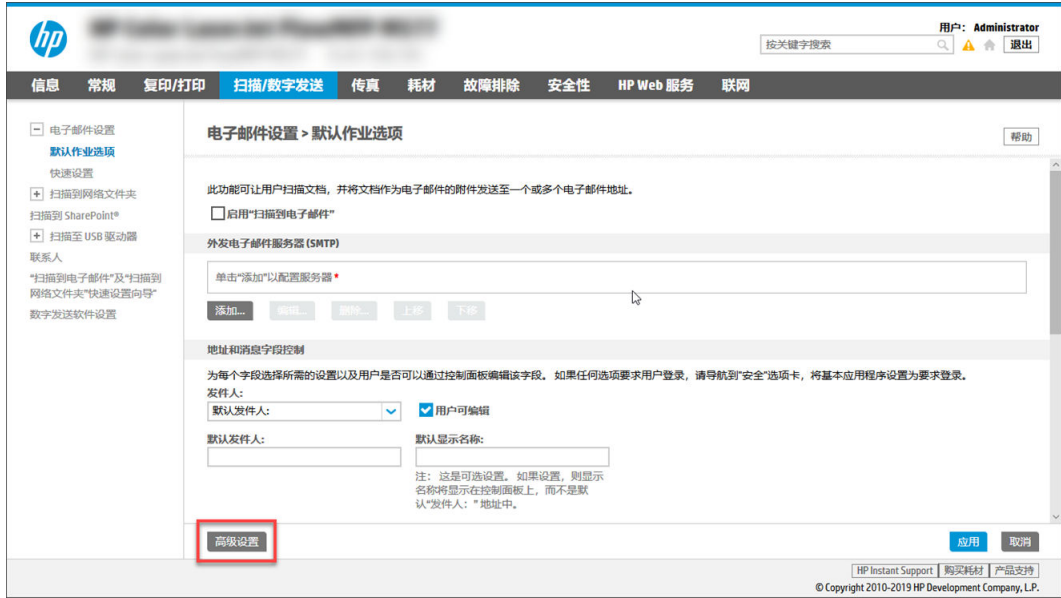 hp
用户: Administrator
按关键字搜索
退出
信息 常规 复印/打印 扫描/数字发送 传真 耗材 故障排除 安全性 HP Web 服务 联网
电子邮件设置
默认作业选项
快速设置
扫描到网络文件夹
扫描到 SharePoint®
扫描至 USB 驱动器
联系人
“扫描到电子邮件”及“扫描到
网络文件夹”快速设置向导”
数字发送软件设置
电子邮件设置 > 默认作业选项
帮助
此功能可让用户扫描文档，并将文档作为电子邮件的附件发送至一个或多个电子邮件地址。
启用“扫描到电子邮件”
外发电子邮件服务器 (SMTP)
单击“添加”以配置服务器 *
添加... 编辑... 删除... 上移 下移
地址和消息字段控制
为每个字段选择所需的设置以及用户是否可以通过控制面板编辑该字段。 如果任何选项要求用户登录，请导航到“安全”选项卡，将基本应用程序设置为要求登录。
发件人:
默认发件人:
用户可编辑
默认发件人: 默认显示名称:
注: 这是可选设置。 如果设置，则显示
名称将显示在控制面板上，而不是默
认“发件人: ” 地址中。
高级设置
应用 取消
HP Instant Support 购买耗材 产品支持
© Copyright 2010-2019 HP Development Company, L.P.